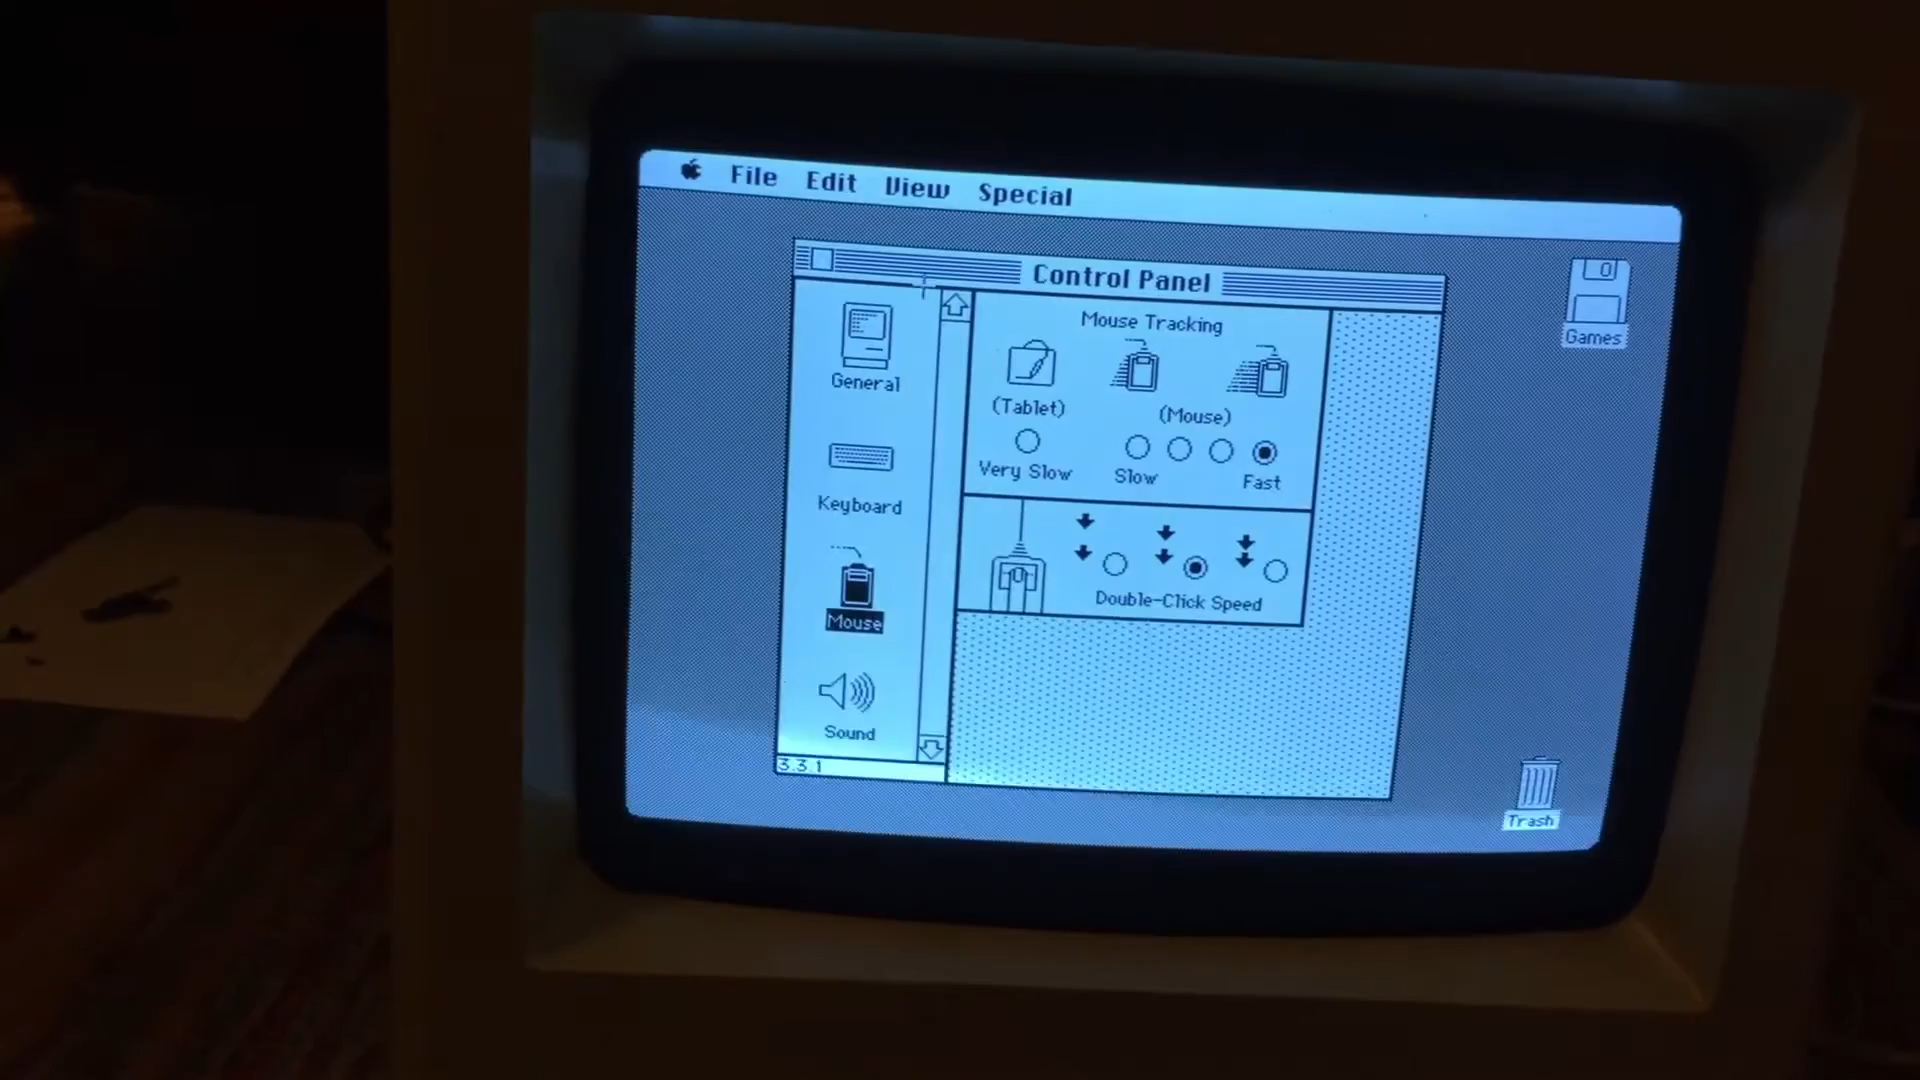 File Edit View Special
Control Panel
Games
General
Keyboard
Mouse
Sound
3.3.1
Mouse Tracking
(Tablet)
(Mouse)
Very Slow
Slow
Fast
Double-Click Speed
Trash